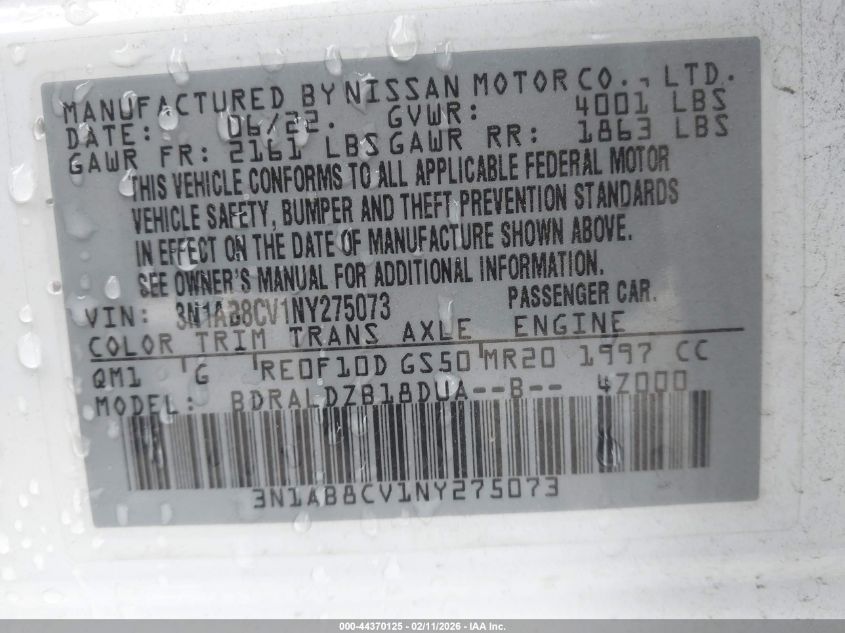 MANUFACTURED BY NISSAN MOTOR CO., LTD.
DATE: 06/22. GVWR: 4001 LBS
GAWR FR: 2161 LBS GAWR RR: 1863 LBS
THIS VEHICLE CONFORMS TO ALL APPLICABLE FEDERAL MOTOR
VEHICLE SAFETY, BUMPER AND THEFT PREVENTION STANDARDS
IN EFFECT ON THE DATE OF MANUFACTURE SHOWN ABOVE.
SEE OWNER'S MANUAL FOR ADDITIONAL INFORMATION.
VIN: 3N1AB8CV1NY275073 PASSENGER CAR.
COLOR TRIM TRANS AXLE ENGINE
QM1 G RE0F10D GS50 MR20 1997 CC
MODEL: BDRALDZB18DUA--B-- 4Z000
3N1AB8CV1NY275073
000-44370125 - 02/11/2026 - IAA Inc.